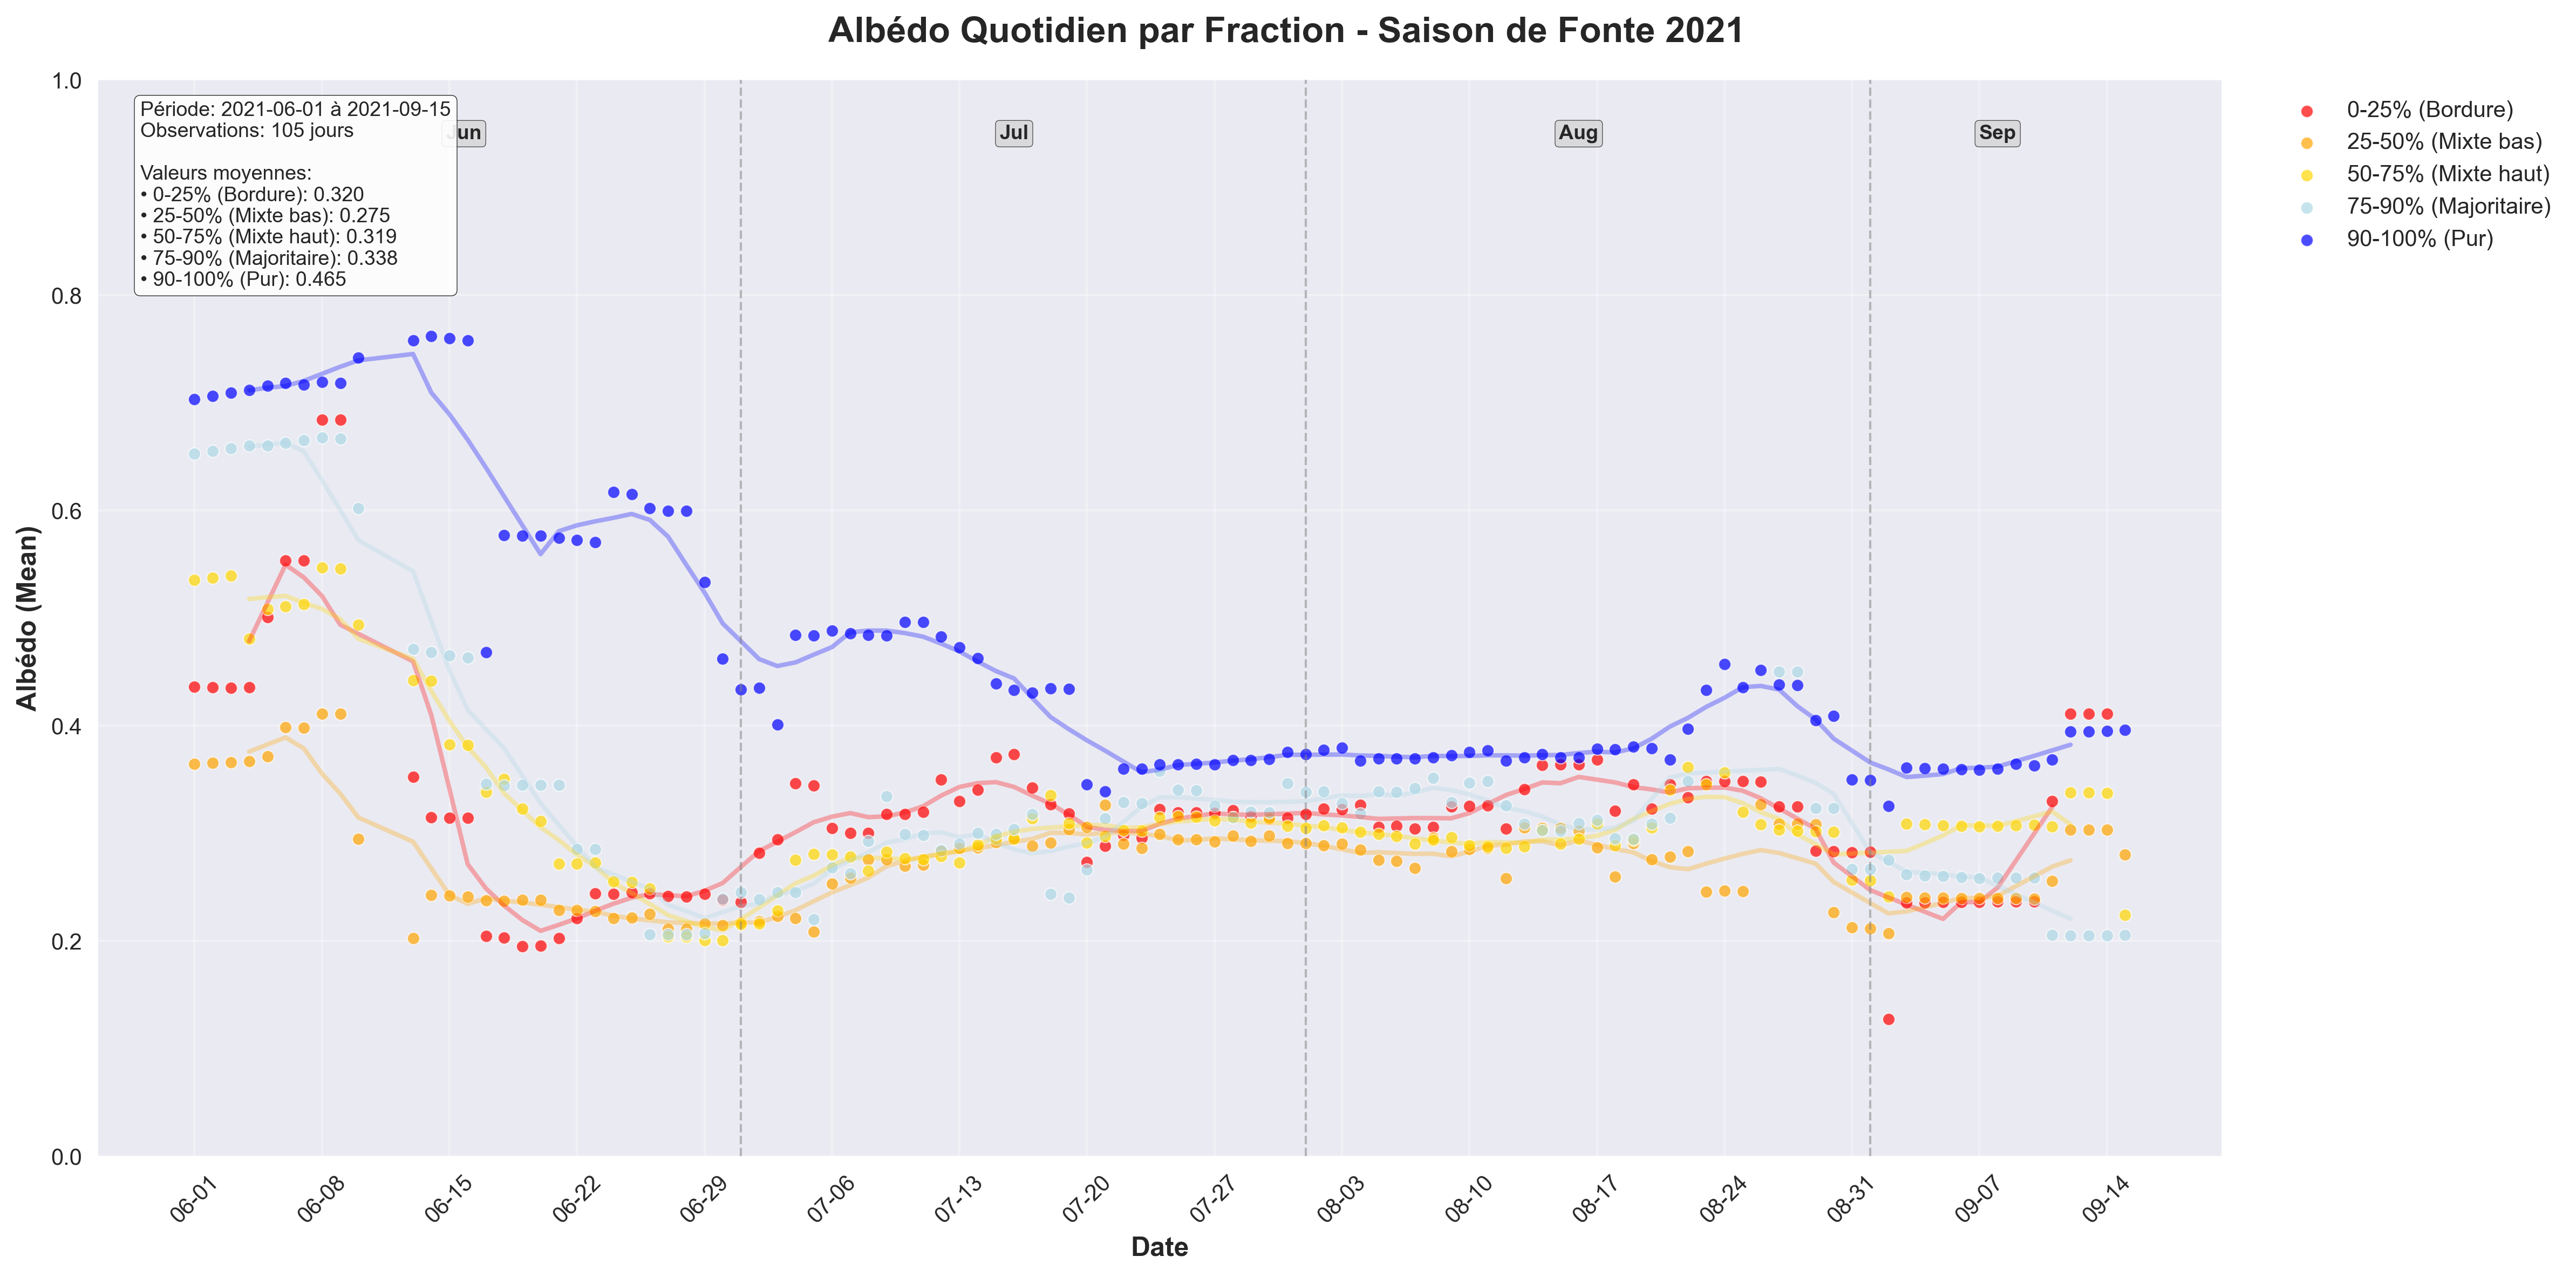 Albédo Quotidien par Fraction - Saison de Fonte 2021
Période: 2021-06-01 à 2021-09-15
Observations: 105 jours
Valeurs moyennes:
• 0-25% (Bordure): 0.320
• 25-50% (Mixte bas): 0.275
• 50-75% (Mixte haut): 0.319
• 75-90% (Majoritaire): 0.338
• 90-100% (Pur): 0.465
Jun
Jul
Aug
Sep
0-25% (Bordure)
25-50% (Mixte bas)
50-75% (Mixte haut)
75-90% (Majoritaire)
90-100% (Pur)
Albédo (Mean)
1.0
0.8
0.6
0.4
0.2
0.0
06-01
06-08
06-15
06-22
06-29
07-06
07-13
07-20
07-27
08-03
08-10
08-17
08-24
08-31
09-07
09-14
Date